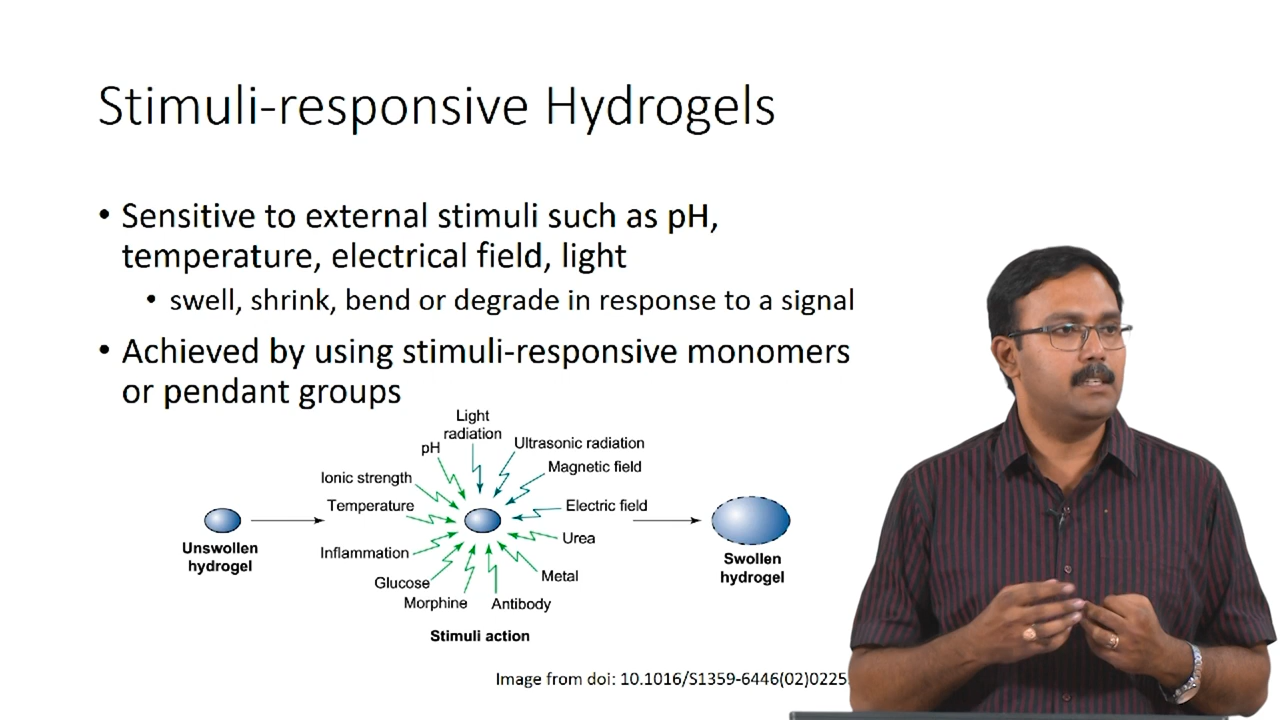 Stimuli-responsive Hydrogels
• Sensitive to external stimuli such as pH,
temperature, electrical field, light
• swell, shrink, bend or degrade in response to a signal
• Achieved by using stimuli-responsive monomers
or pendant groups
Light
radiation
pH
Ultrasonic radiation
Magnetic field
Ionic strength
Temperature
Electric field
Urea
Inflammation
Metal
Glucose
Morphine
Antibody
Unswollen
hydrogel
Swollen
hydrogel
Stimuli action
Image from doi: 10.1016/S1359-6446(02)0225